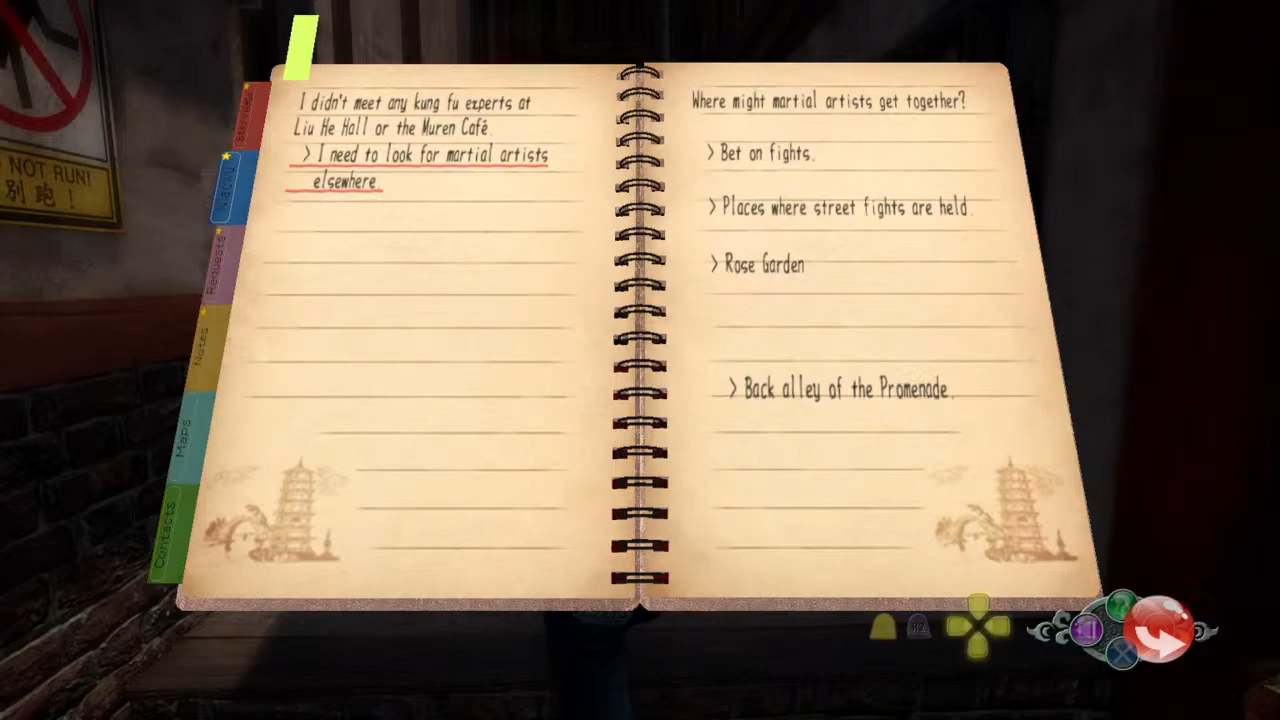 NOT RUN!
别跑！
I didn't meet any kung fu experts at
Liu He Hall or the Muren Café.
> I need to look for martial artists
elsewhere.
Where might martial artists get together?
> Bet on fights.
> Places where street fights are held.
> Rose Garden
> Back alley of the Promenade.
Requests
Notes
Maps
Contacts
R2